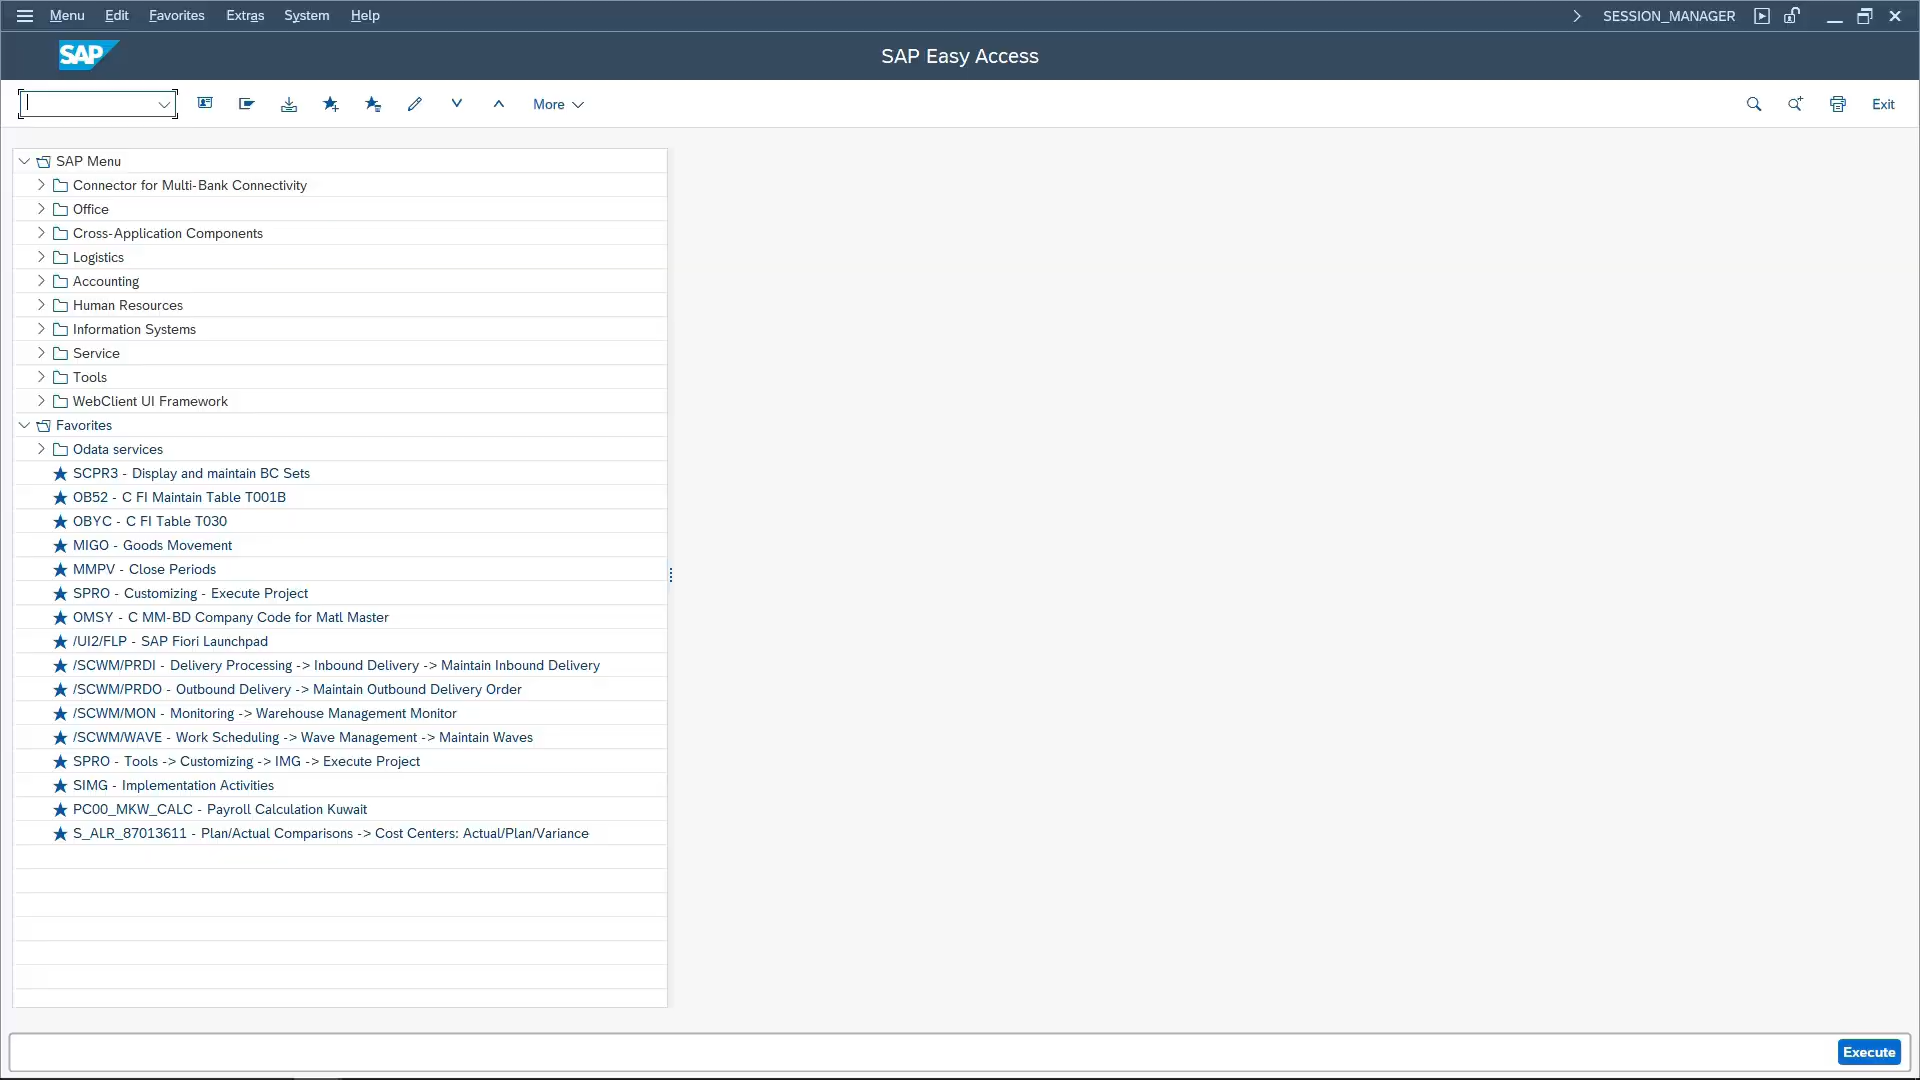 Menu Edit Favorites Extras System Help SESSION_MANAGER
SAP SAP Easy Access
More Exit
SAP Menu
Connector for Multi-Bank Connectivity
Office
Cross-Application Components
Logistics
Accounting
Human Resources
Information Systems
Service
Tools
WebClient UI Framework
Favorites
Odata services
SCPR3 - Display and maintain BC Sets
OB52 - C FI Maintain Table T001B
OBYC - C FI Table T030
MIGO - Goods Movement
MMPV - Close Periods
SPRO - Customizing - Execute Project
OMSY - C MM-BD Company Code for Matl Master
/UI2/FLP - SAP Fiori Launchpad
/SCWM/PRDI - Delivery Processing -> Inbound Delivery -> Maintain Inbound Delivery
/SCWM/PRDO - Outbound Delivery -> Maintain Outbound Delivery Order
/SCWM/MON - Monitoring -> Warehouse Management Monitor
/SCWM/WAVE - Work Scheduling -> Wave Management -> Maintain Waves
SPRO - Tools -> Customizing -> IMG -> Execute Project
SIMG - Implementation Activities
PC00_MKW_CALC - Payroll Calculation Kuwait
S_ALR_87013611 - Plan/Actual Comparisons -> Cost Centers: Actual/Plan/Variance
Execute